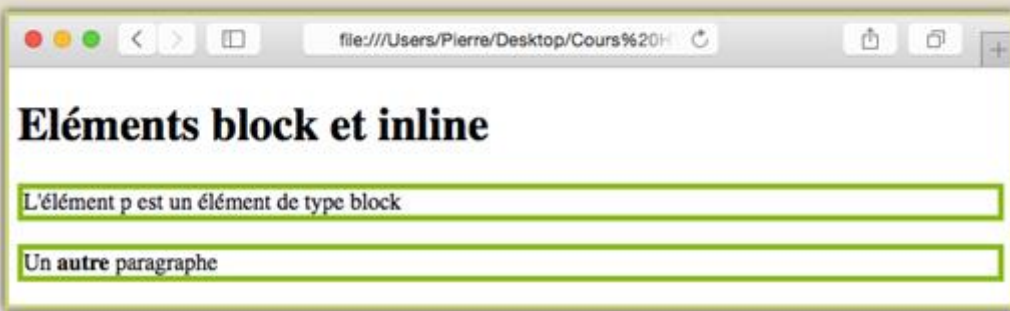 file:///Users/Pierre/Desktop/Cours%20H
Eléments block et inline
L'élément p est un élément de type block
Un autre paragraphe